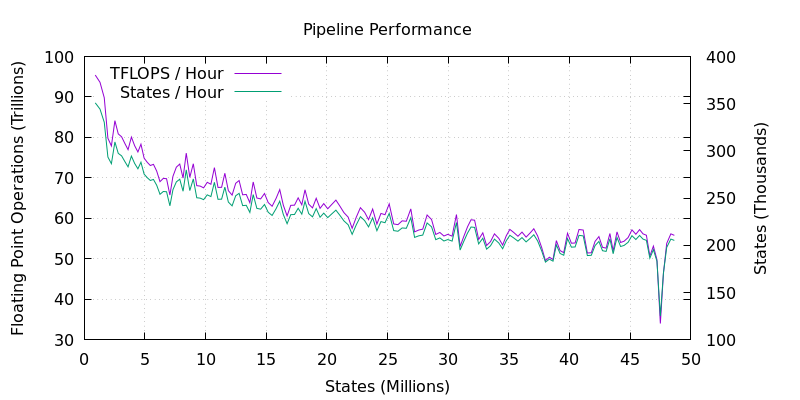 Pipeline Performance
TFLOPS / Hour
States / Hour
Floating Point Operations (Trillions)
100
90
80
70
60
50
40
30
400
350
300
250
200
150
100
States (Thousands)
0 5 10 15 20 25 30 35 40 45 50
States (Millions)